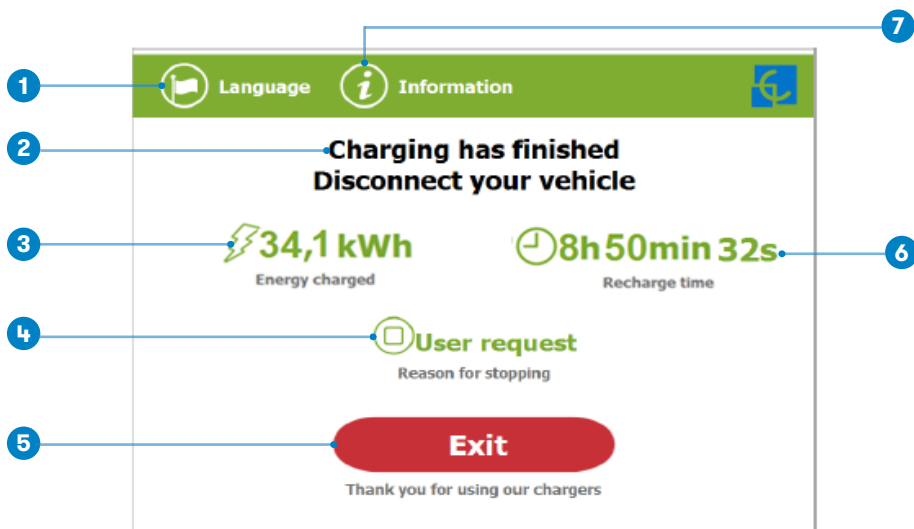 7
1
Language
Information
2
Charging has finished
Disconnect your vehicle
3
34,1 kWh
Energy charged
8h 50min 32s
Recharge time
6
4
User request
Reason for stopping
5
Exit
Thank you for using our chargers